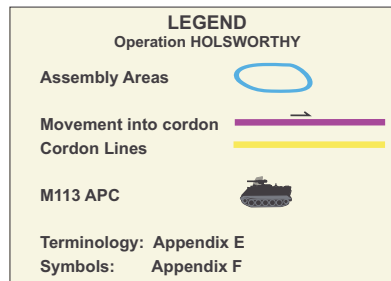 LEGEND
Operation HOLSWORTHY
Assembly Areas
Movement into cordon
Cordon Lines
M113 APC
Terminology: Appendix E
Symbols: Appendix F